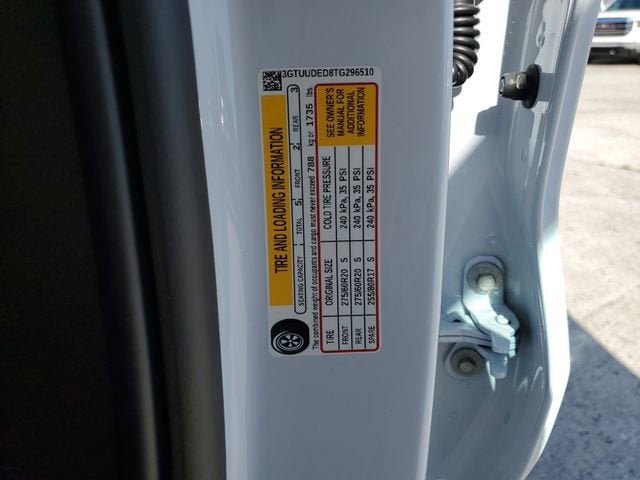 3GTUUDED8TG296510
TIRE AND LOADING INFORMATION
SEATING CAPACITY TOTAL 5 FRONT 2 REAR 3
The combined weight of occupants and cargo must never exceed 788 kg or 1735 lbs.
TIRE ORIGINAL SIZE COLD TIRE PRESSURE
FRONT 275/60R20 S 240 kPa, 35 PSI
REAR 275/60R20 S 240 kPa, 35 PSI
SPARE 255/80R17 S 240 kPa, 35 PSI
SEE OWNER'S
MANUAL FOR
ADDITIONAL
INFORMATION